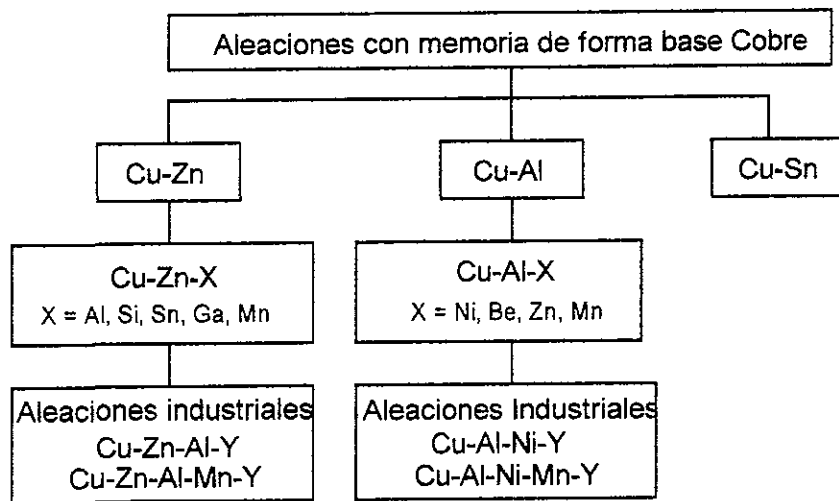 Aleaciones con memoria de forma base Cobre
Cu-Zn
Cu-Al
Cu-Sn
Cu-Zn-X
X = Al, Si, Sn, Ga, Mn
Cu-Al-X
X = Ni, Be, Zn, Mn
Aleaciones industriales
Cu-Zn-Al-Y
Cu-Zn-Al-Mn-Y
Aleaciones Industriales
Cu-Al-Ni-Y
Cu-Al-Ni-Mn-Y